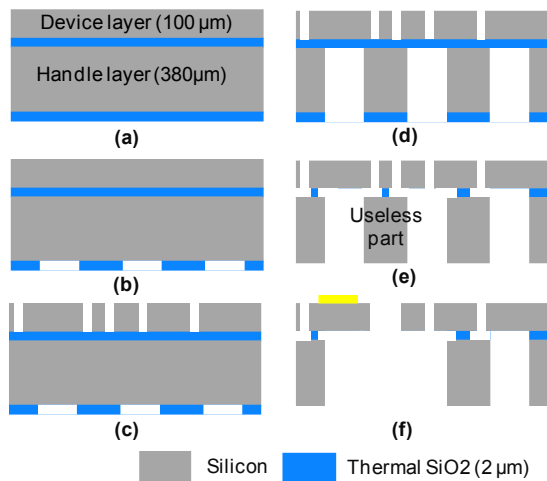 Device layer (100 µm)
Handle layer (380µm)
(a)
(b)
(c)
(d)
Useless
part
(e)
(f)
Silicon
Thermal SiO2 (2 µm)